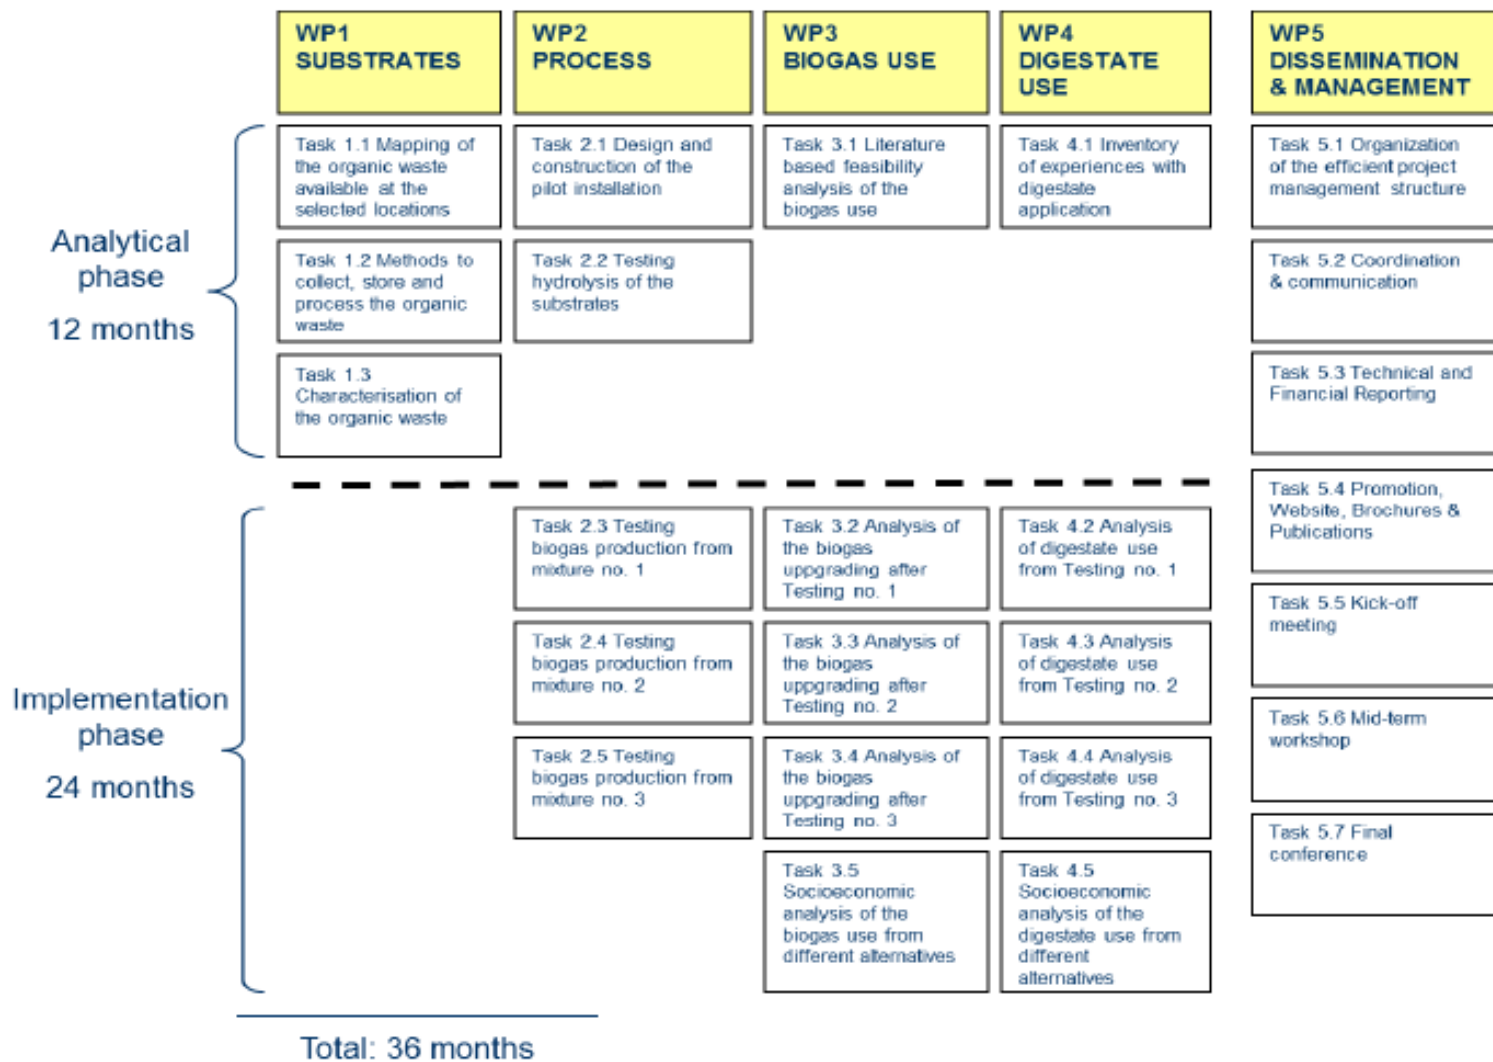 WP1
SUBSTRATES
WP2
PROCESS
WP3
BIOGAS USE
WP4
DIGESTATE
USE
WP5
DISSEMINATION
& MANAGEMENT
Analytical
phase
12 months
Task 1.1 Mapping of
the organic waste
available at the
selected locations
Task 2.1 Design and
construction of the
pilot installation
Task 3.1 Literature
based feasibility
analysis of the
biogas use
Task 4.1 Inventory
of experiences with
digestate
application
Task 5.1 Organization
of the efficient project
management structure
Task 1.2 Methods to
collect, store and
process the organic
waste
Task 2.2 Testing
hydrolysis of the
substrates
Task 5.2 Coordination
& communication
Task 1.3
Characterisation of
the organic waste
Task 5.3 Technical and
Financial Reporting
Task 5.4 Promotion,
Website, Brochures &
Publications
Implementation
phase
24 months
Task 2.3 Testing
biogas production from
mixture no. 1
Task 3.2 Analysis of
the biogas
uppgrading after
Testing no. 1
Task 4.2 Analysis
of digestate use
from Testing no. 1
Task 5.5 Kick-off
meeting
Task 2.4 Testing
biogas production from
mixture no. 2
Task 3.3 Analysis of
the biogas
uppgrading after
Testing no. 2
Task 4.3 Analysis
of digestate use
from Testing no. 2
Task 5.6 Mid-term
workshop
Task 2.5 Testing
biogas production from
mixture no. 3
Task 3.4 Analysis of
the biogas
uppgrading after
Testing no. 3
Task 4.4 Analysis
of digestate use
from Testing no. 3
Task 5.7 Final
conference
Task 3.5
Socioeconomic
analysis of the
biogas use from
different alternatives
Task 4.5
Socioeconomic
analysis of the
digestate use from
different
alternatives
Total: 36 months